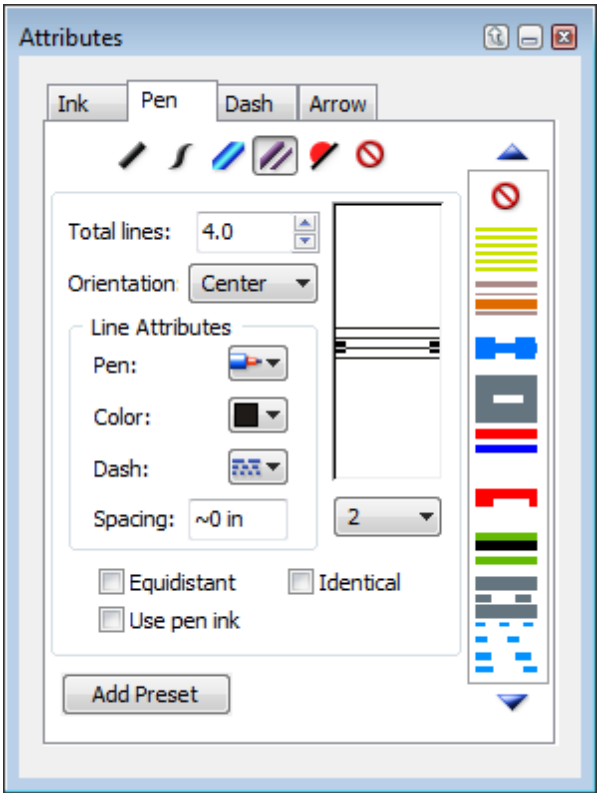 Attributes
Ink Pen Dash Arrow
Total lines: 4.0
Orientation: Center
Line Attributes
Pen:
Color:
Dash:
Spacing: ~0 in
2
Equidistant Identical
Use pen ink
Add Preset